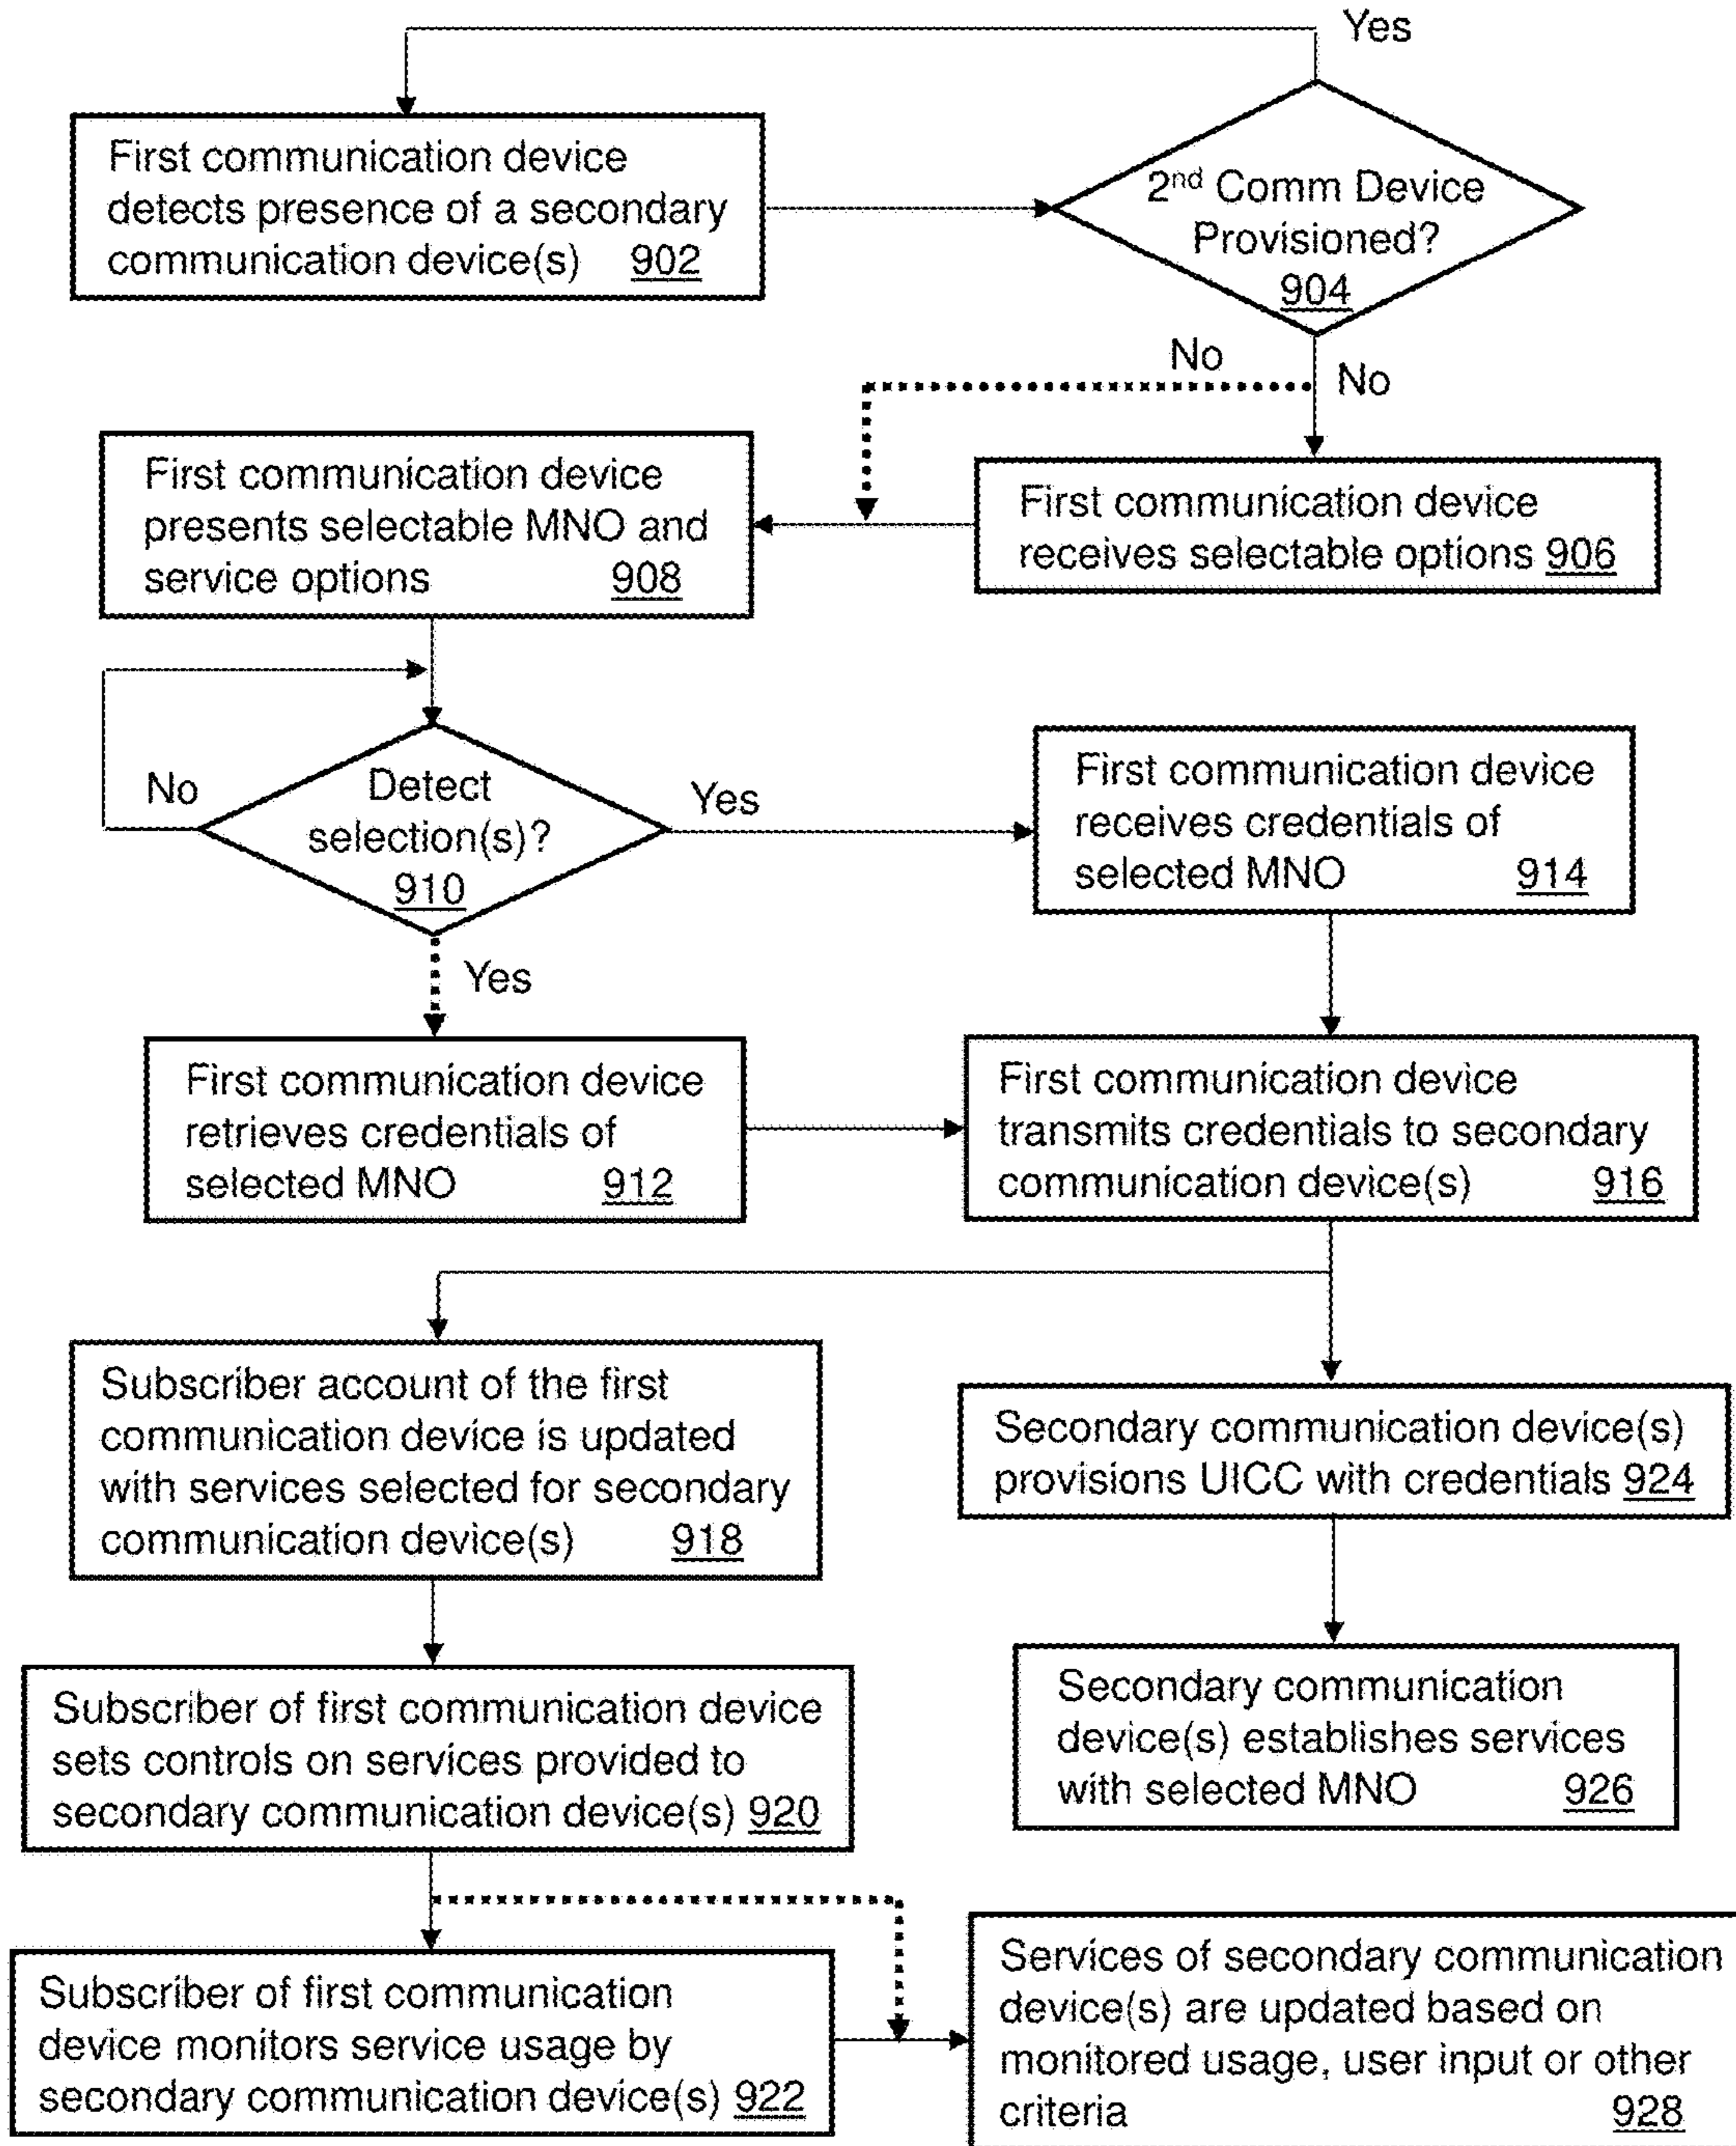 Yes
First communication device
detects presence of a secondary
communication device(s) 902
2nd Comm Device
Provisioned?
904
No
No
First communication device
presents selectable MNO and
service options 908
First communication device
receives selectable options 906
No
Detect
selection(s)?
910
Yes
First communication device
receives credentials of
selected MNO 914
Yes
First communication device
retrieves credentials of
selected MNO 912
First communication device
transmits credentials to secondary
communication device(s) 916
Subscriber account of the first
communication device is updated
with services selected for secondary
communication device(s) 918
Secondary communication device(s)
provisions UICC with credentials 924
Subscriber of first communication device
sets controls on services provided to
secondary communication device(s) 920
Secondary communication
device(s) establishes services
with selected MNO 926
Subscriber of first communication
device monitors service usage by
secondary communication device(s) 922
Services of secondary communication
device(s) are updated based on
monitored usage, user input or other
criteria 928